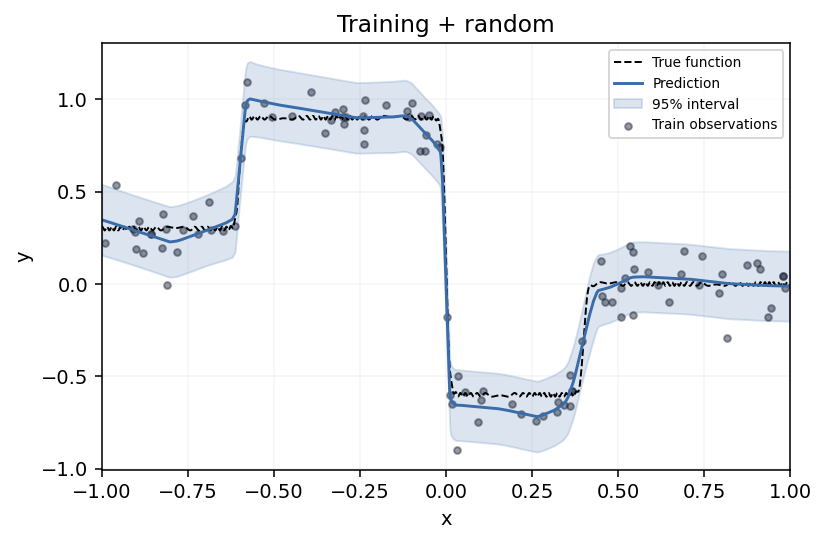 Training + random
True function
Prediction
95% interval
Train observations
y
1.0
0.5
0.0
−0.5
−1.0
−1.00 −0.75 −0.50 −0.25 0.00 0.25 0.50 0.75 1.00
x